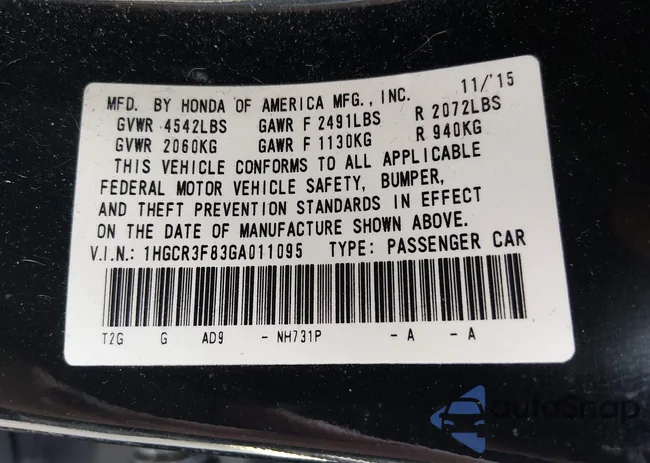 MFD. BY HONDA OF AMERICA MFG., INC. 11/'15
GVWR 4542LBS GAWR F 2491LBS R 2072LBS
GVWR 2060KG GAWR F 1130KG R 940KG
THIS VEHICLE CONFORMS TO ALL APPLICABLE
FEDERAL MOTOR VEHICLE SAFETY, BUMPER,
AND THEFT PREVENTION STANDARDS IN EFFECT
ON THE DATE OF MANUFACTURE SHOWN ABOVE.
V.I.N.: 1HGCR3F83GA011095 TYPE: PASSENGER CAR
T2G G AD9 - NH731P - A - A
autoSnap